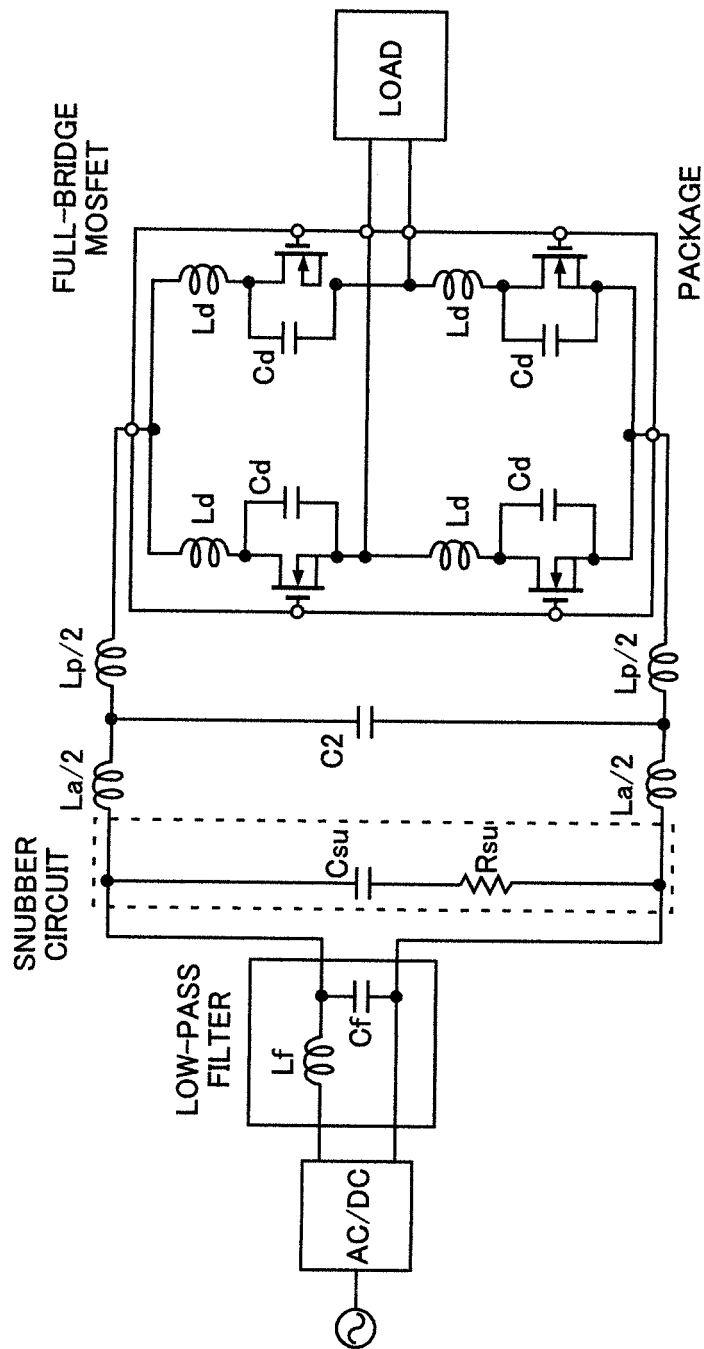 FULL-BRIDGE
MOSFET
LOAD
PACKAGE
Ld
Cd
Ld
Cd
Ld
Cd
Ld
Cd
Lp/2
Lp/2
C2
La/2
La/2
SNUBBER
CIRCUIT
Csu
Rsu
LOW-PASS
FILTER
Lf
Cf
AC/DC